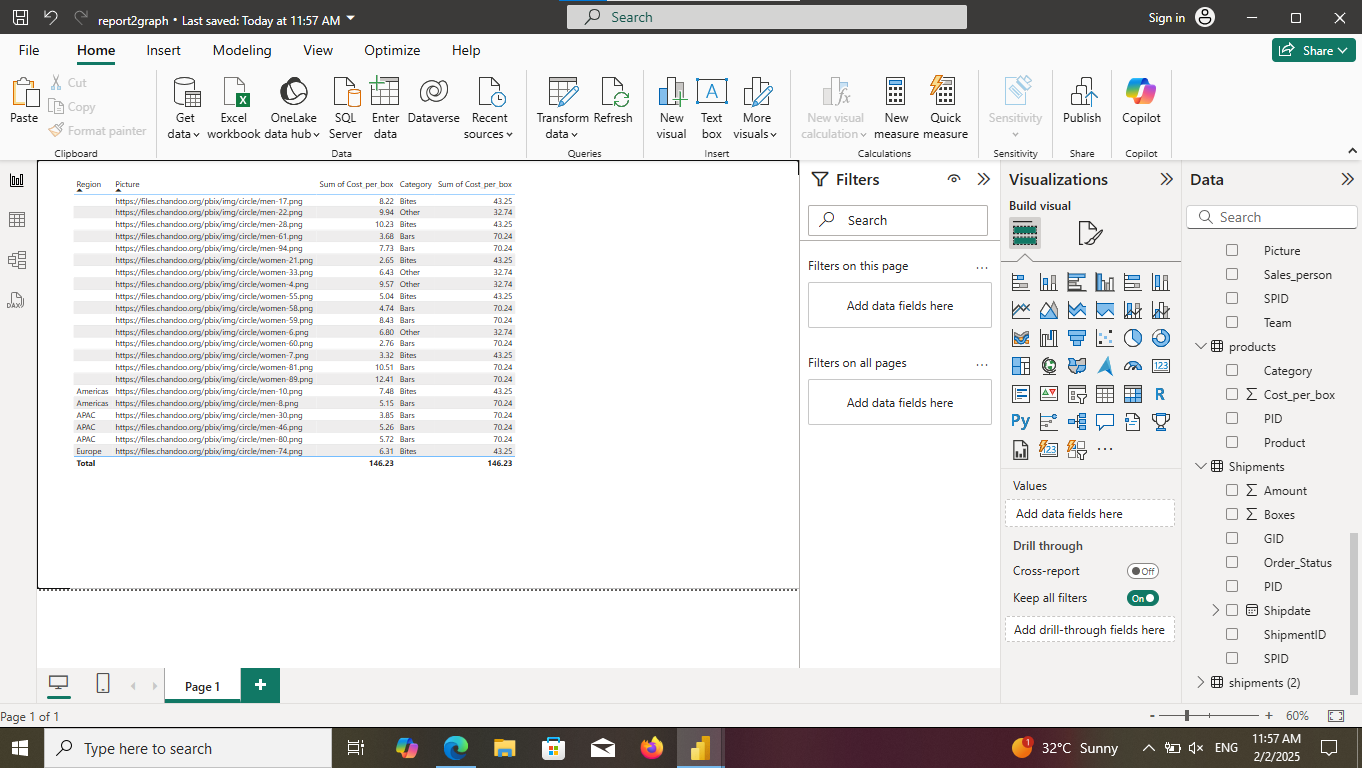 report2graph • Last saved: Today at 11:57 AM
Search
Sign in
File Home Insert Modeling View Optimize Help
Share
Paste
Cut
Copy
Format painter
Get data
Excel workbook
OneLake data hub
SQL Server
Enter data
Dataverse
Recent sources
Transform data
Refresh
New visual
Text box
More visuals
New visual calculation
New measure
Quick measure
Sensitivity
Publish
Copilot
Clipboard Data Queries Insert Calculations Sensitivity Share Copilot
Region Picture Sum of Cost_per_box Category Sum of Cost_per_box
https://files.chandoo.org/pbix/img/circle/men-17.png 8.22 Bites 43.25
https://files.chandoo.org/pbix/img/circle/men-22.png 9.94 Other 32.74
https://files.chandoo.org/pbix/img/circle/men-28.png 10.23 Bites 43.25
https://files.chandoo.org/pbix/img/circle/men-61.png 3.68 Bars 70.24
https://files.chandoo.org/pbix/img/circle/men-94.png 7.73 Bars 70.24
https://files.chandoo.org/pbix/img/circle/women-21.png 2.65 Bites 43.25
https://files.chandoo.org/pbix/img/circle/women-33.png 6.43 Other 32.74
https://files.chandoo.org/pbix/img/circle/women-4.png 9.57 Other 32.74
https://files.chandoo.org/pbix/img/circle/women-55.png 5.04 Bites 43.25
https://files.chandoo.org/pbix/img/circle/women-58.png 4.74 Bars 70.24
https://files.chandoo.org/pbix/img/circle/women-59.png 8.43 Bars 70.24
https://files.chandoo.org/pbix/img/circle/women-6.png 6.80 Other 32.74
https://files.chandoo.org/pbix/img/circle/women-60.png 2.76 Bars 70.24
https://files.chandoo.org/pbix/img/circle/women-7.png 3.32 Bites 43.25
https://files.chandoo.org/pbix/img/circle/women-81.png 10.51 Bars 70.24
https://files.chandoo.org/pbix/img/circle/women-89.png 12.41 Bars 70.24
Americas https://files.chandoo.org/pbix/img/circle/men-10.png 7.48 Bites 43.25
Americas https://files.chandoo.org/pbix/img/circle/men-8.png 5.15 Bars 70.24
APAC https://files.chandoo.org/pbix/img/circle/men-30.png 3.85 Bars 70.24
APAC https://files.chandoo.org/pbix/img/circle/men-46.png 5.26 Bars 70.24
APAC https://files.chandoo.org/pbix/img/circle/men-80.png 5.72 Bars 70.24
Europe https://files.chandoo.org/pbix/img/circle/men-74.png 6.31 Bites 43.25
Total 146.23 146.23
Filters
Search
Filters on this page ...
Add data fields here
Filters on all pages ...
Add data fields here
Visualizations
Build visual
123
R
Py
123
...
Values
Add data fields here
Drill through
Cross-report Off
Keep all filters On
Add drill-through fields here
Data
Search
Picture
Sales_person
SPID
Team
products
Category
Σ Cost_per_box
PID
Product
Shipments
Σ Amount
Σ Boxes
GID
Order_Status
PID
Shipdate
ShipmentID
SPID
shipments (2)
DAX
Page 1 +
Page 1 of 1
- + 60%
Type here to search
32°C Sunny
ENG
11:57 AM
2/2/2025